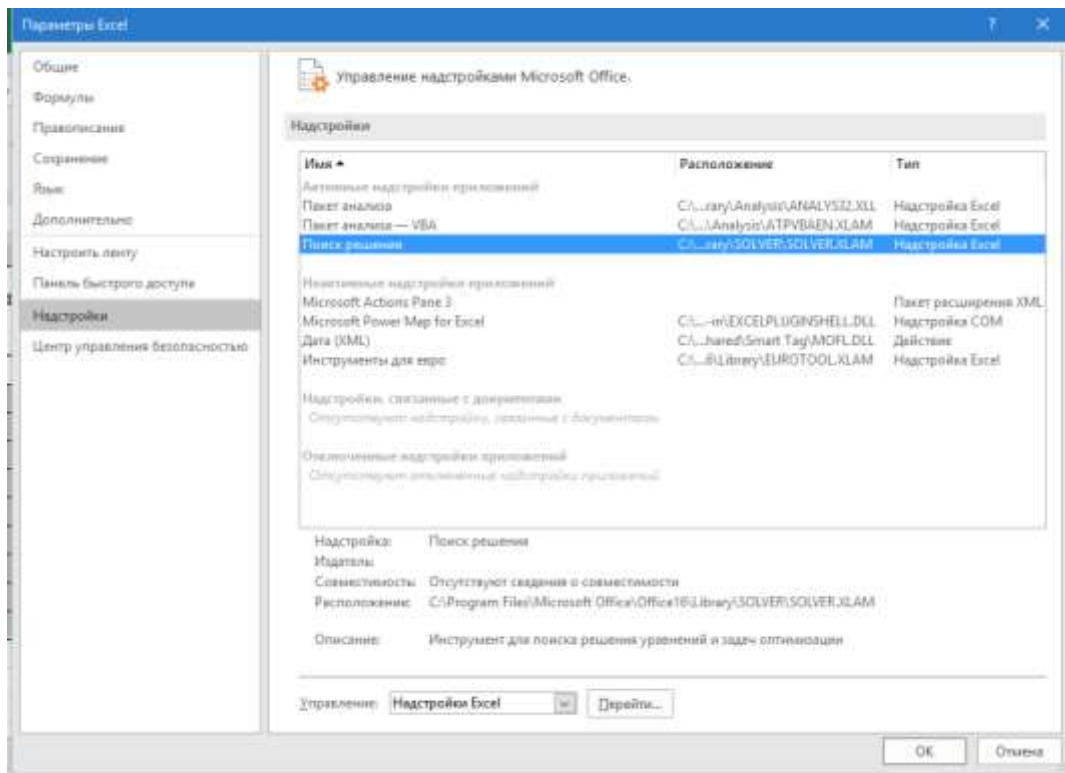 Параметры Excel
Общие
Формулы
Правописание
Сохранение
Язык
Дополнительно
Настроить ленту
Панель быстрого доступа
Надстройки
Центр управления безопасностью
Управление надстройками Microsoft Office.
Надстройки
Имя Расположение Тип
Активные надстройки приложений
Пакет анализа C:\...rary\Analysis\ANALYS32.XLL Надстройка Excel
Пакет анализа — VBA C:\...\Analysis\ATPVBAEN.XLAM Надстройка Excel
Поиск решения C:\...rary\SOLVER\SOLVER.XLAM Надстройка Excel
Неактивные надстройки приложений
Microsoft Actions Pane 3 Пакет расширения XML
Microsoft Power Map for Excel C:\...-in\EXCELPLUGINSHELL.DLL Надстройка COM
Дата (XML) C:\...hared\Smart Tag\MOFL.DLL Действие
Инструменты для евро C:\...6\Library\EUROTOOL.XLAM Надстройка Excel
Надстройки, связанные с документами
Отсутствуют надстройки, связанные с документами
Отключенные надстройки приложений
Отсутствуют отключенные надстройки приложений
Надстройка: Поиск решения
Издатель:
Совместимость: Отсутствуют сведения о совместимости
Расположение: C:\Program Files\Microsoft Office\Office16\Library\SOLVER\SOLVER.XLAM
Описание: Инструмент для поиска решения уравнений и задач оптимизации
Управление: Надстройки Excel Перейти...
ОК Отмена